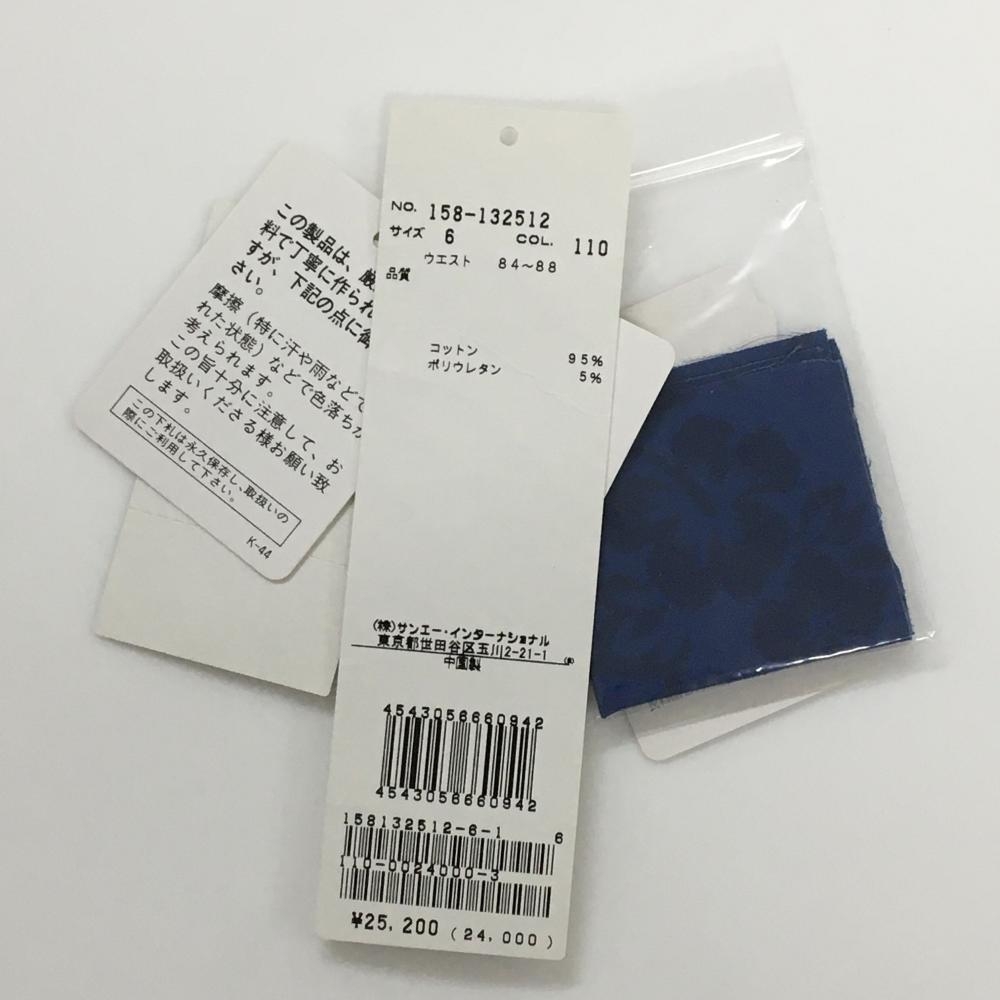 この製品は、厳
料で丁寧に作られ
すが、下記の点に御
さい。
摩擦（特に汗や雨などで
れた状態）などで色落ちが
考えられます。
この旨十分に注意して、お
取扱いくださる様お願い致
します。
この下札は永久保存し、取扱いの
際にご利用して下さい。
K-44
NO. 158-132512
サイズ 6 COL. 110
ウエスト 84〜88
品質
コットン 95%
ポリウレタン 5%
(株)サンエー・インターナショナル
東京都世田谷区玉川2-21-1
中国製
4543056660942
4543056660942
158132512-6-1 6
110-0024000-3
¥25,200 (24,000)